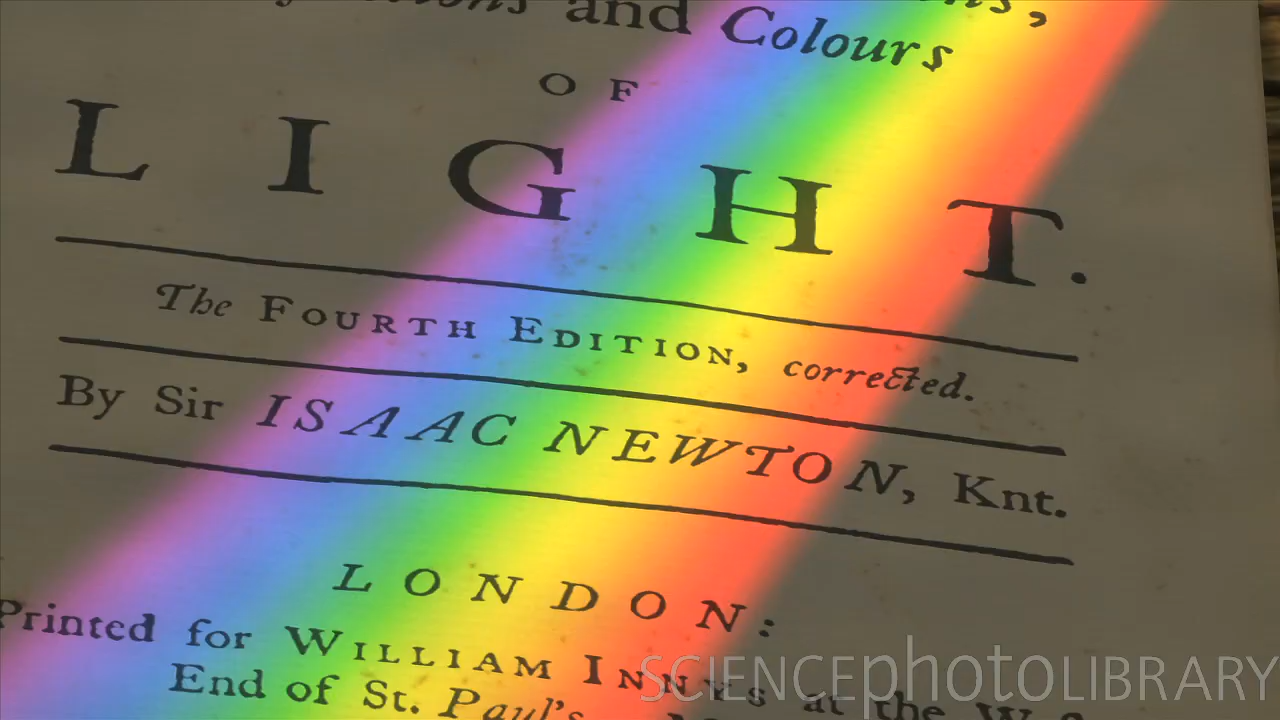 and Colours
OF
LIGHT.
The FOURTH EDITION, corrected.
By Sir ISAAC NEWTON, Knt.
LONDON:
Printed for WILLIAM INNYS at the
End of St. Paul's
SCIENCEphotoLIBRARY